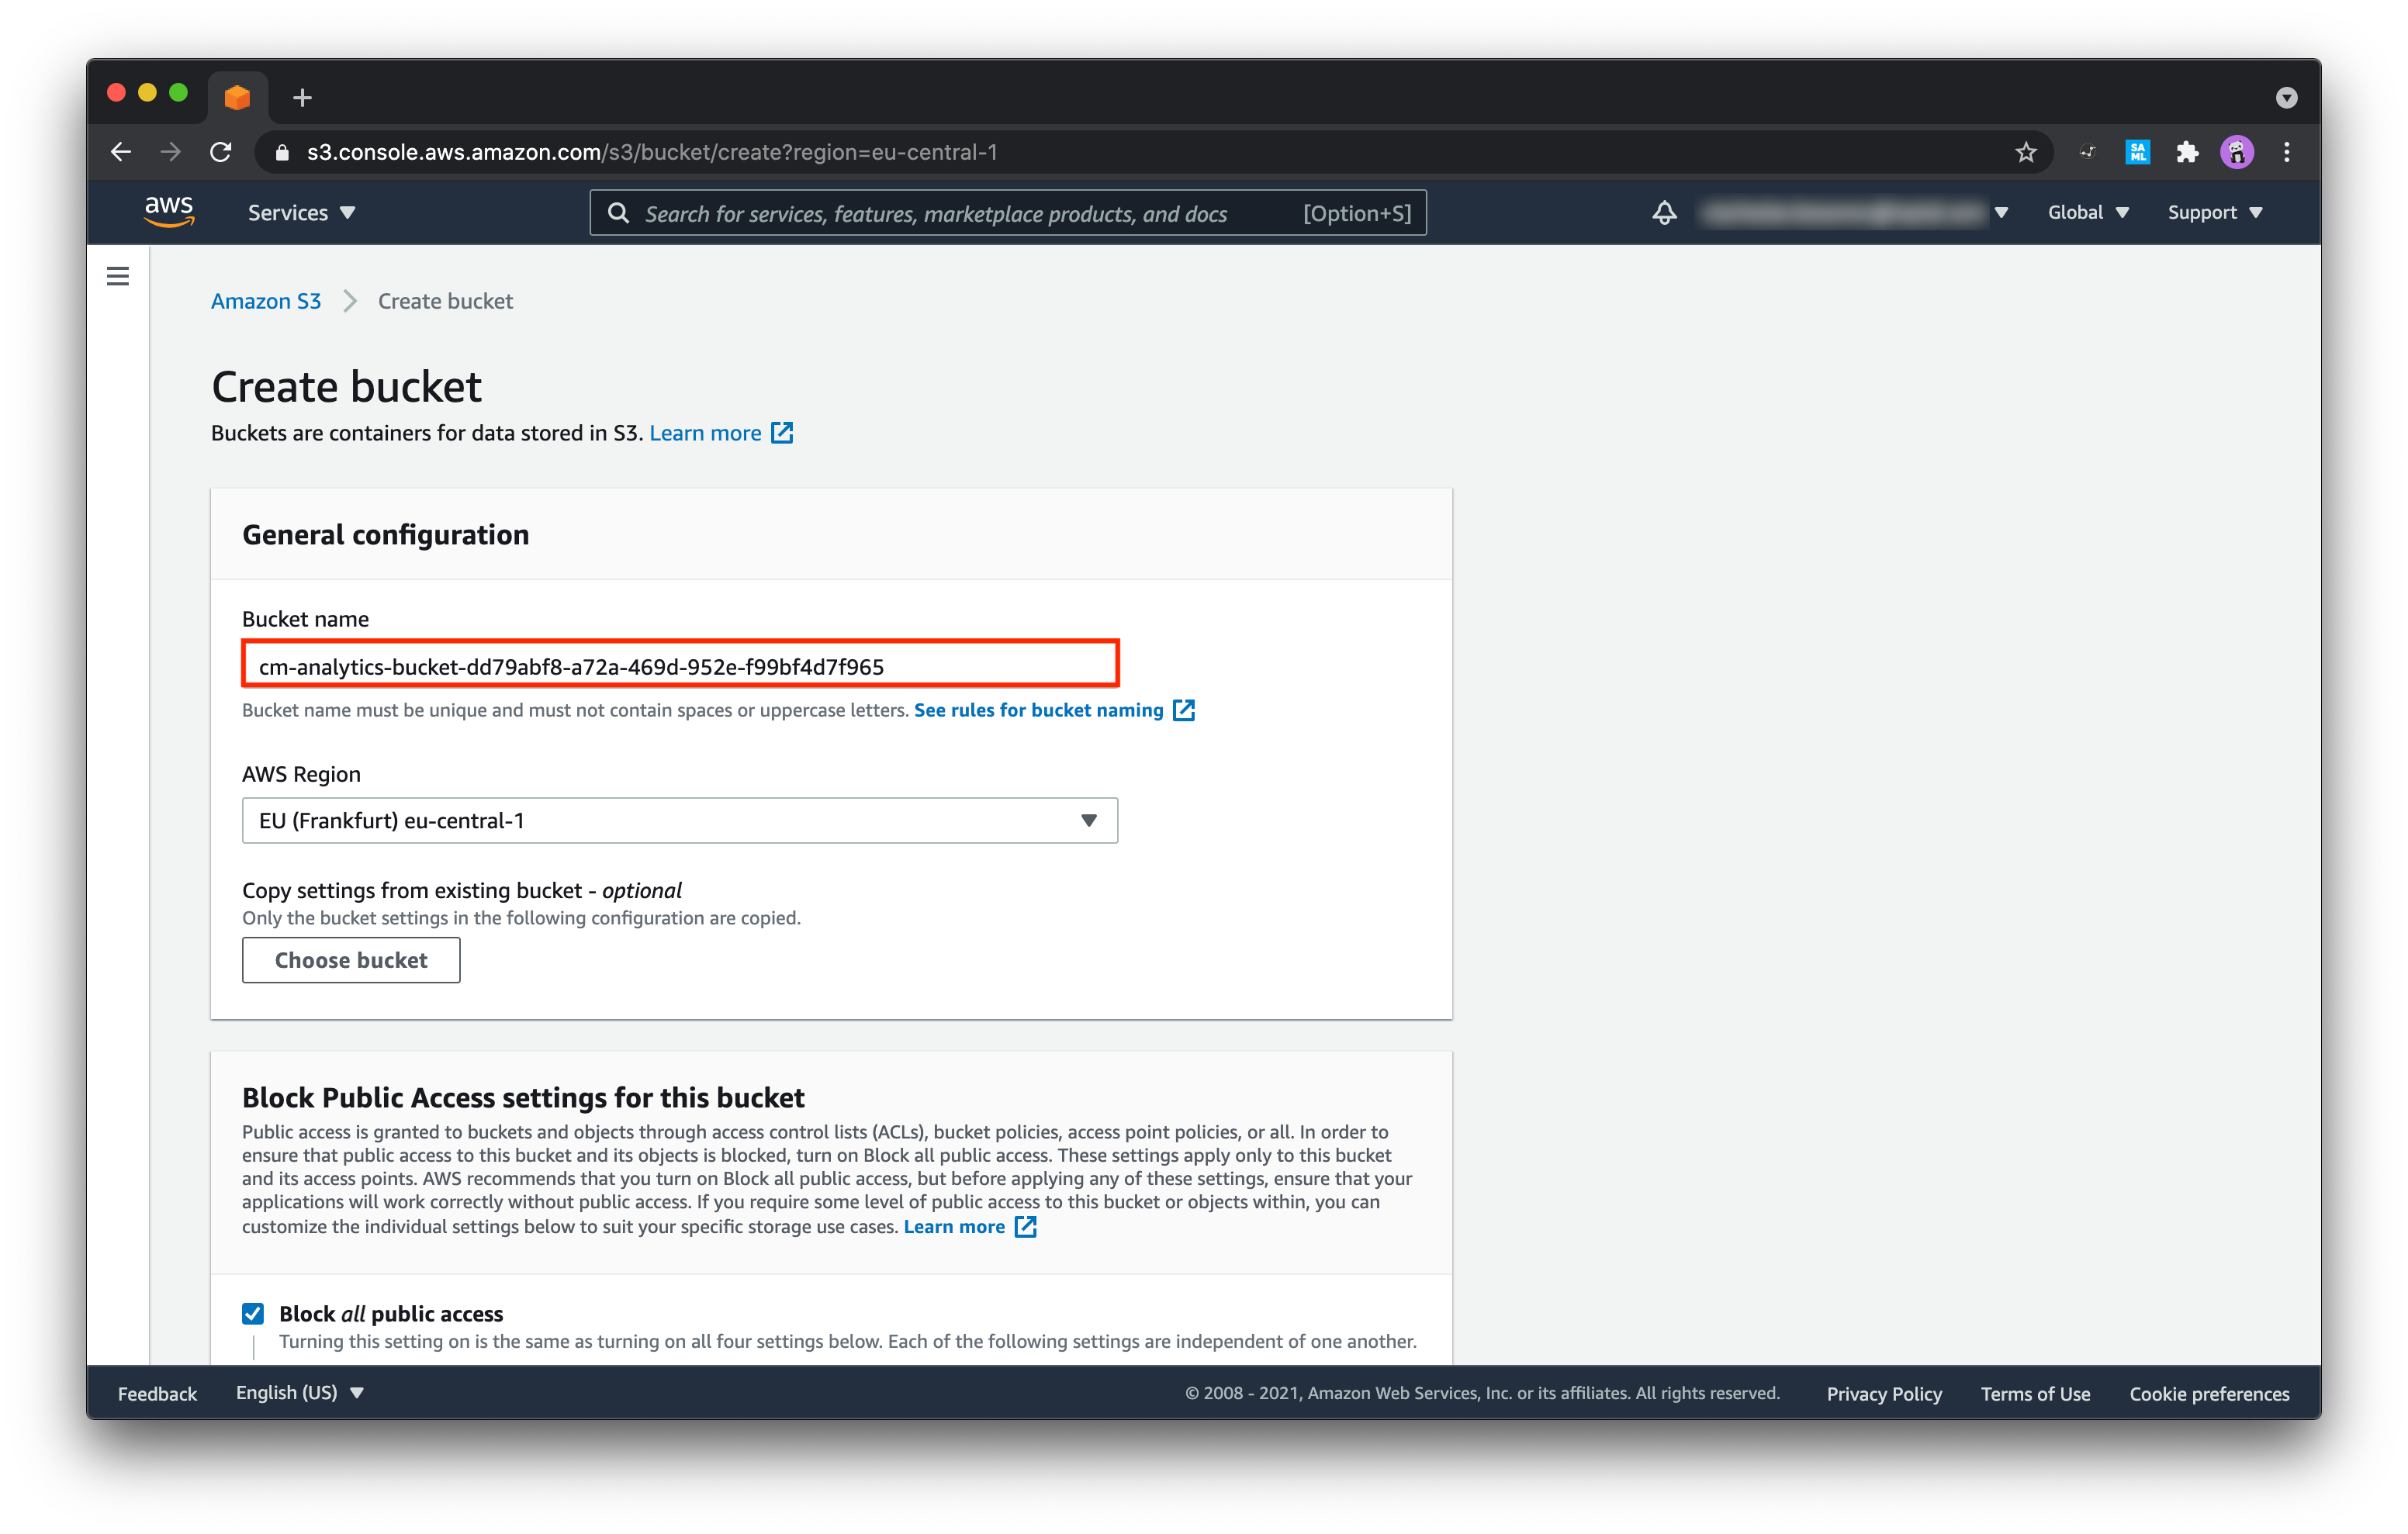 s3.console.aws.amazon.com/s3/bucket/create?region=eu-central-1
SA
ML
aws
Services
Search for services, features, marketplace products, and docs
[Option+S]
Global
Support
Amazon S3
Create bucket
Create bucket
Buckets are containers for data stored in S3. Learn more
General configuration
Bucket name
cm-analytics-bucket-dd79abf8-a72a-469d-952e-f99bf4d7f965
Bucket name must be unique and must not contain spaces or uppercase letters. See rules for bucket naming
AWS Region
EU (Frankfurt) eu-central-1
Copy settings from existing bucket - optional
Only the bucket settings in the following configuration are copied.
Choose bucket
Block Public Access settings for this bucket
Public access is granted to buckets and objects through access control lists (ACLs), bucket policies, access point policies, or all. In order to
ensure that public access to this bucket and its objects is blocked, turn on Block all public access. These settings apply only to this bucket
and its access points. AWS recommends that you turn on Block all public access, but before applying any of these settings, ensure that your
applications will work correctly without public access. If you require some level of public access to this bucket or objects within, you can
customize the individual settings below to suit your specific storage use cases. Learn more
Block all public access
Turning this setting on is the same as turning on all four settings below. Each of the following settings are independent of one another.
Feedback
English (US)
© 2008 - 2021, Amazon Web Services, Inc. or its affiliates. All rights reserved.
Privacy Policy
Terms of Use
Cookie preferences